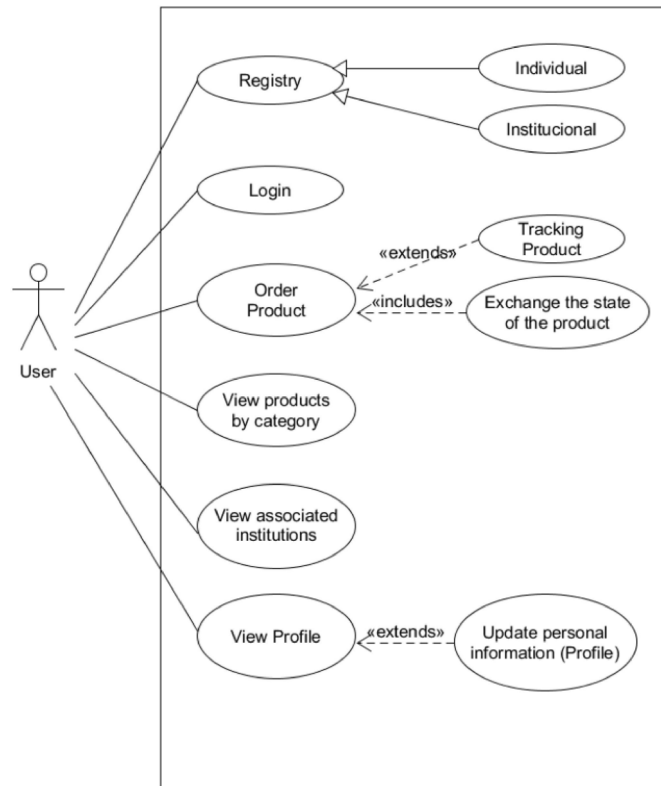 Registry
Individual
Institucional
Login
«extends»
Tracking
Product
Order
Product
«includes»
Exchange the state
of the product
User
View products
by category
View associated
institutions
View Profile
«extends»
Update personal
information (Profile)